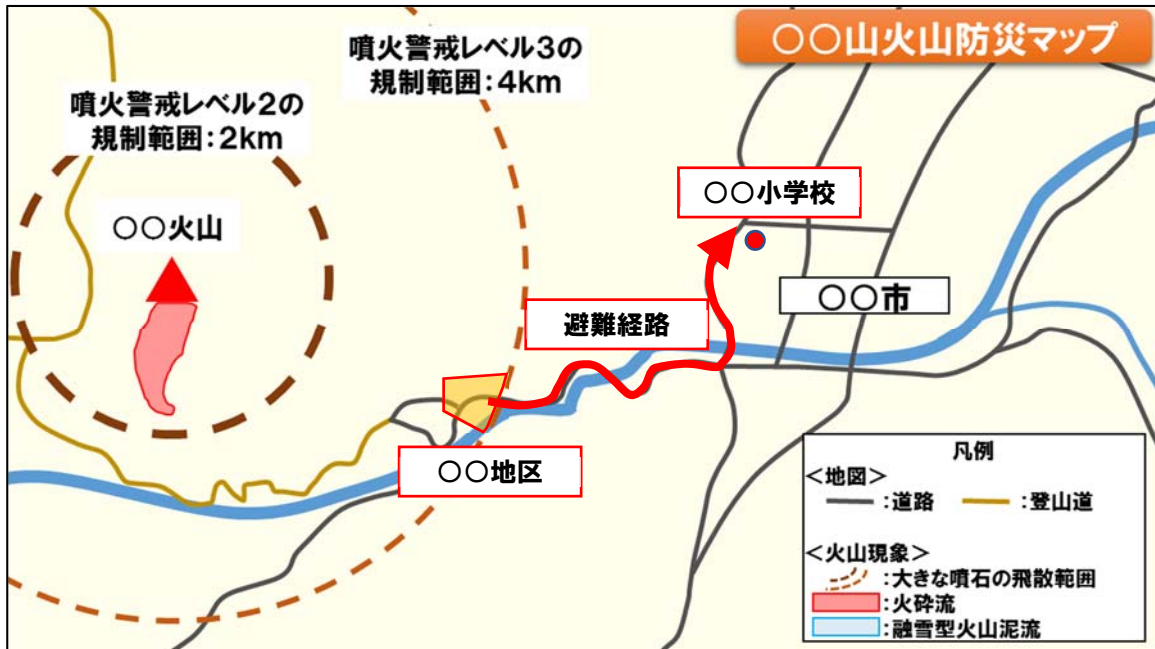 ○○山火山防災マップ
噴火警戒レベル3の
規制範囲:4km
噴火警戒レベル2の
規制範囲:2km
○○火山
○○小学校
○○市
避難経路
○○地区
凡例
<地図>
:道路
:登山道
<火山現象>
:大きな噴石の飛散範囲
:火砕流
:融雪型火山泥流